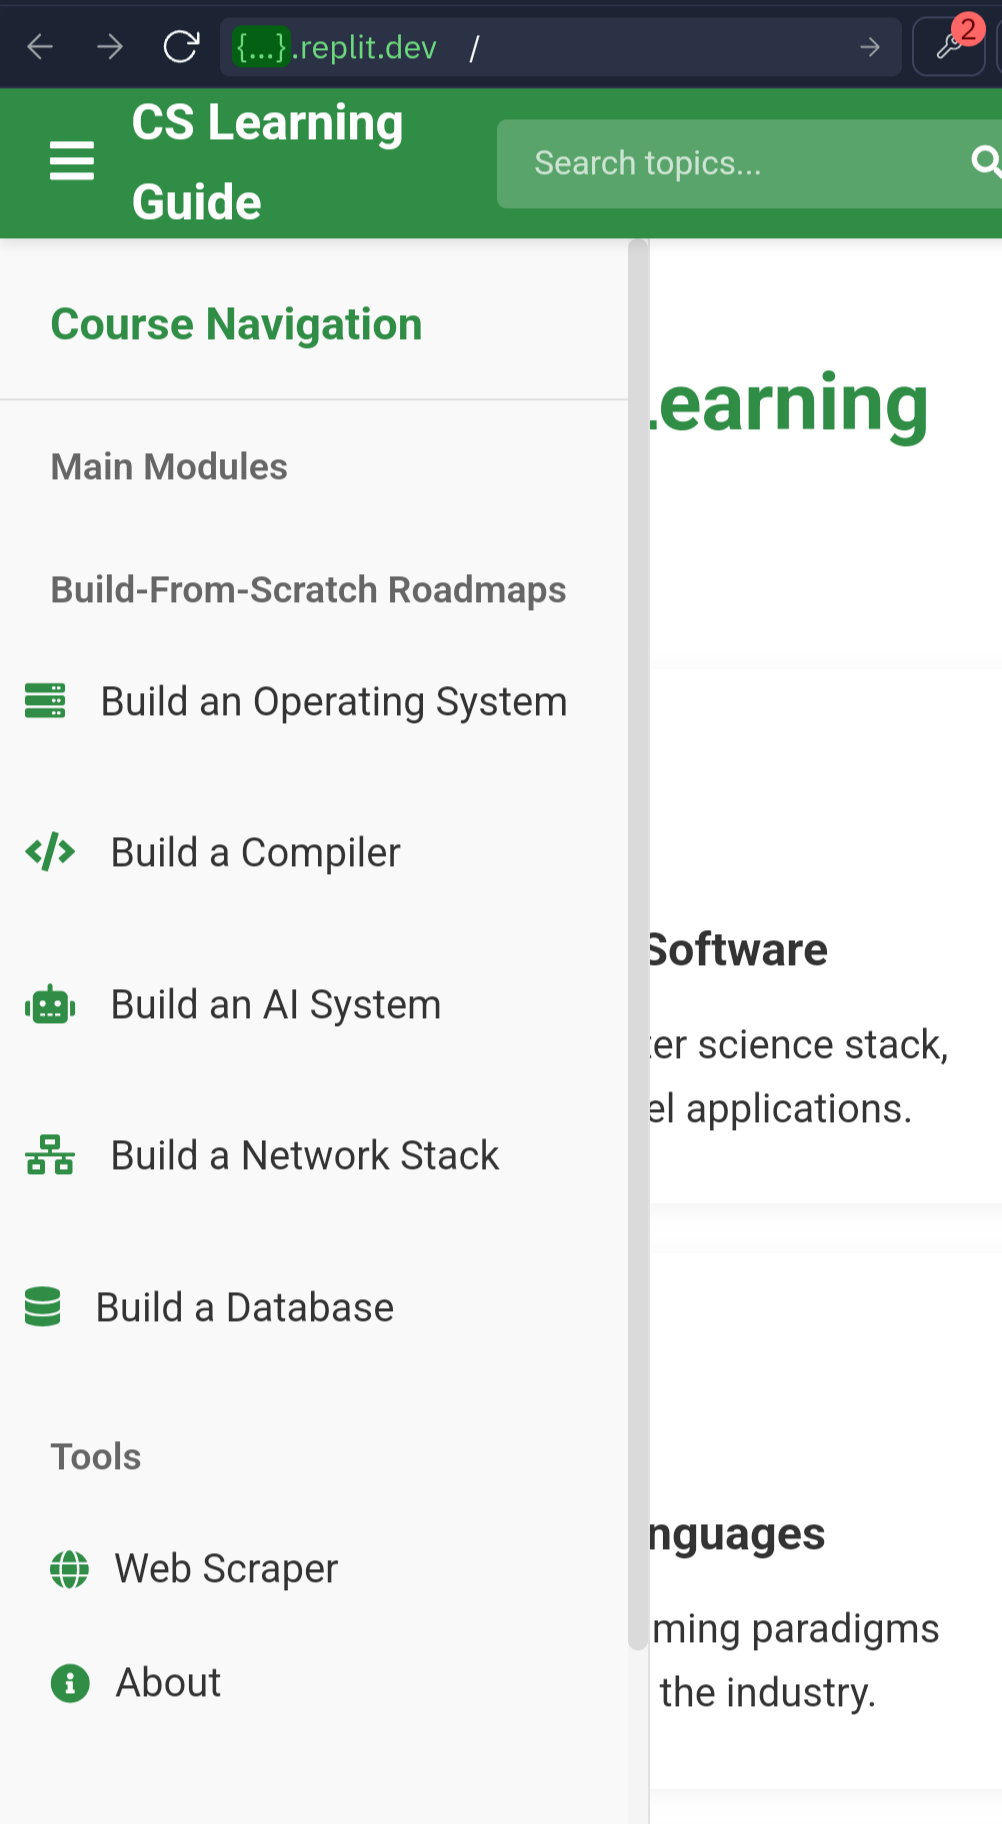 {...}.replit.dev /
2
CS Learning
Guide
Search topics...
Course Navigation
Main Modules
Build-From-Scratch Roadmaps
Build an Operating System
Build a Compiler
Build an AI System
Build a Network Stack
Build a Database
Tools
Web Scraper
About
earning
Software
er science stack,
el applications.
nguages
ming paradigms
the industry.